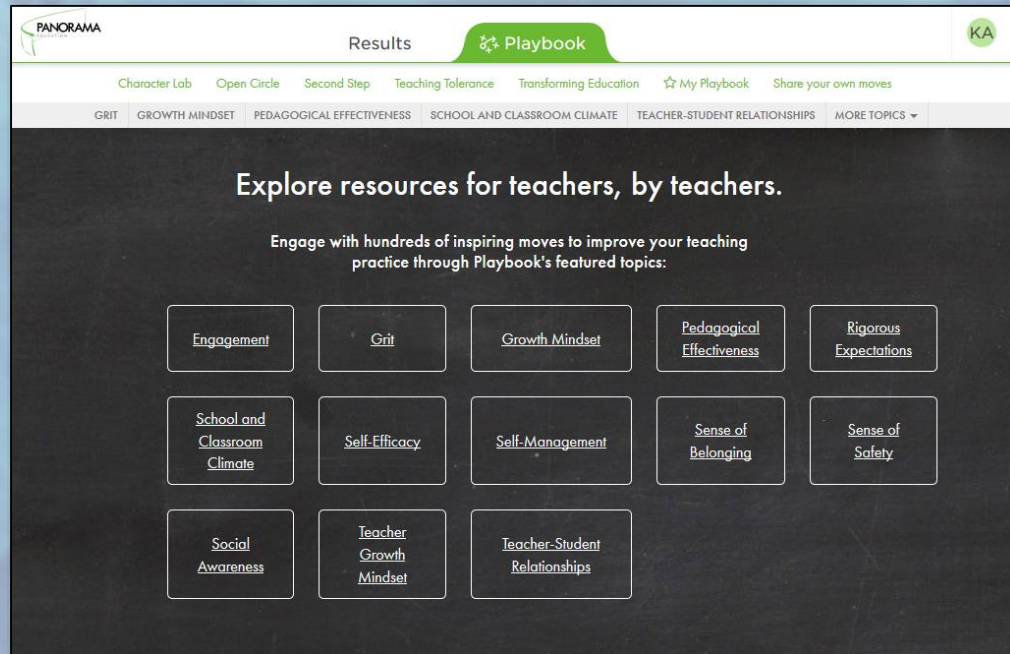 PANORAMA
EDUCATION
Results
Playbook
KA
Character Lab Open Circle Second Step Teaching Tolerance Transforming Education My Playbook Share your own moves
GRIT GROWTH MINDSET PEDAGOGICAL EFFECTIVENESS SCHOOL AND CLASSROOM CLIMATE TEACHER-STUDENT RELATIONSHIPS MORE TOPICS
Explore resources for teachers, by teachers.
Engage with hundreds of inspiring moves to improve your teaching
practice through Playbook's featured topics:
Engagement
Grit
Growth Mindset
Pedagogical
Effectiveness
Rigorous
Expectations
School and
Classroom
Climate
Self-Efficacy
Self-Management
Sense of
Belonging
Sense of
Safety
Social
Awareness
Teacher
Growth
Mindset
Teacher-Student
Relationships